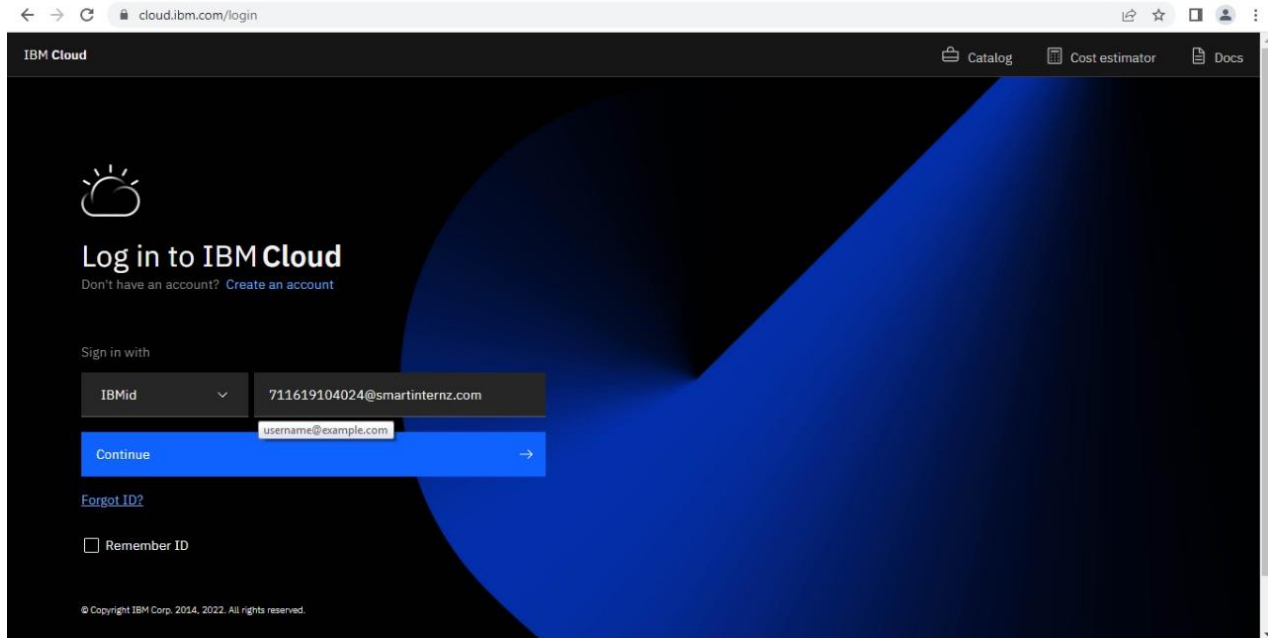 cloud.ibm.com/login
IBM Cloud Catalog Cost estimator Docs
Log in to IBM Cloud
Don't have an account? Create an account
Sign in with
IBMid 711619104024@smartinternz.com
username@example.com
Continue
Forgot ID?
Remember ID
© Copyright IBM Corp. 2014, 2022. All rights reserved.